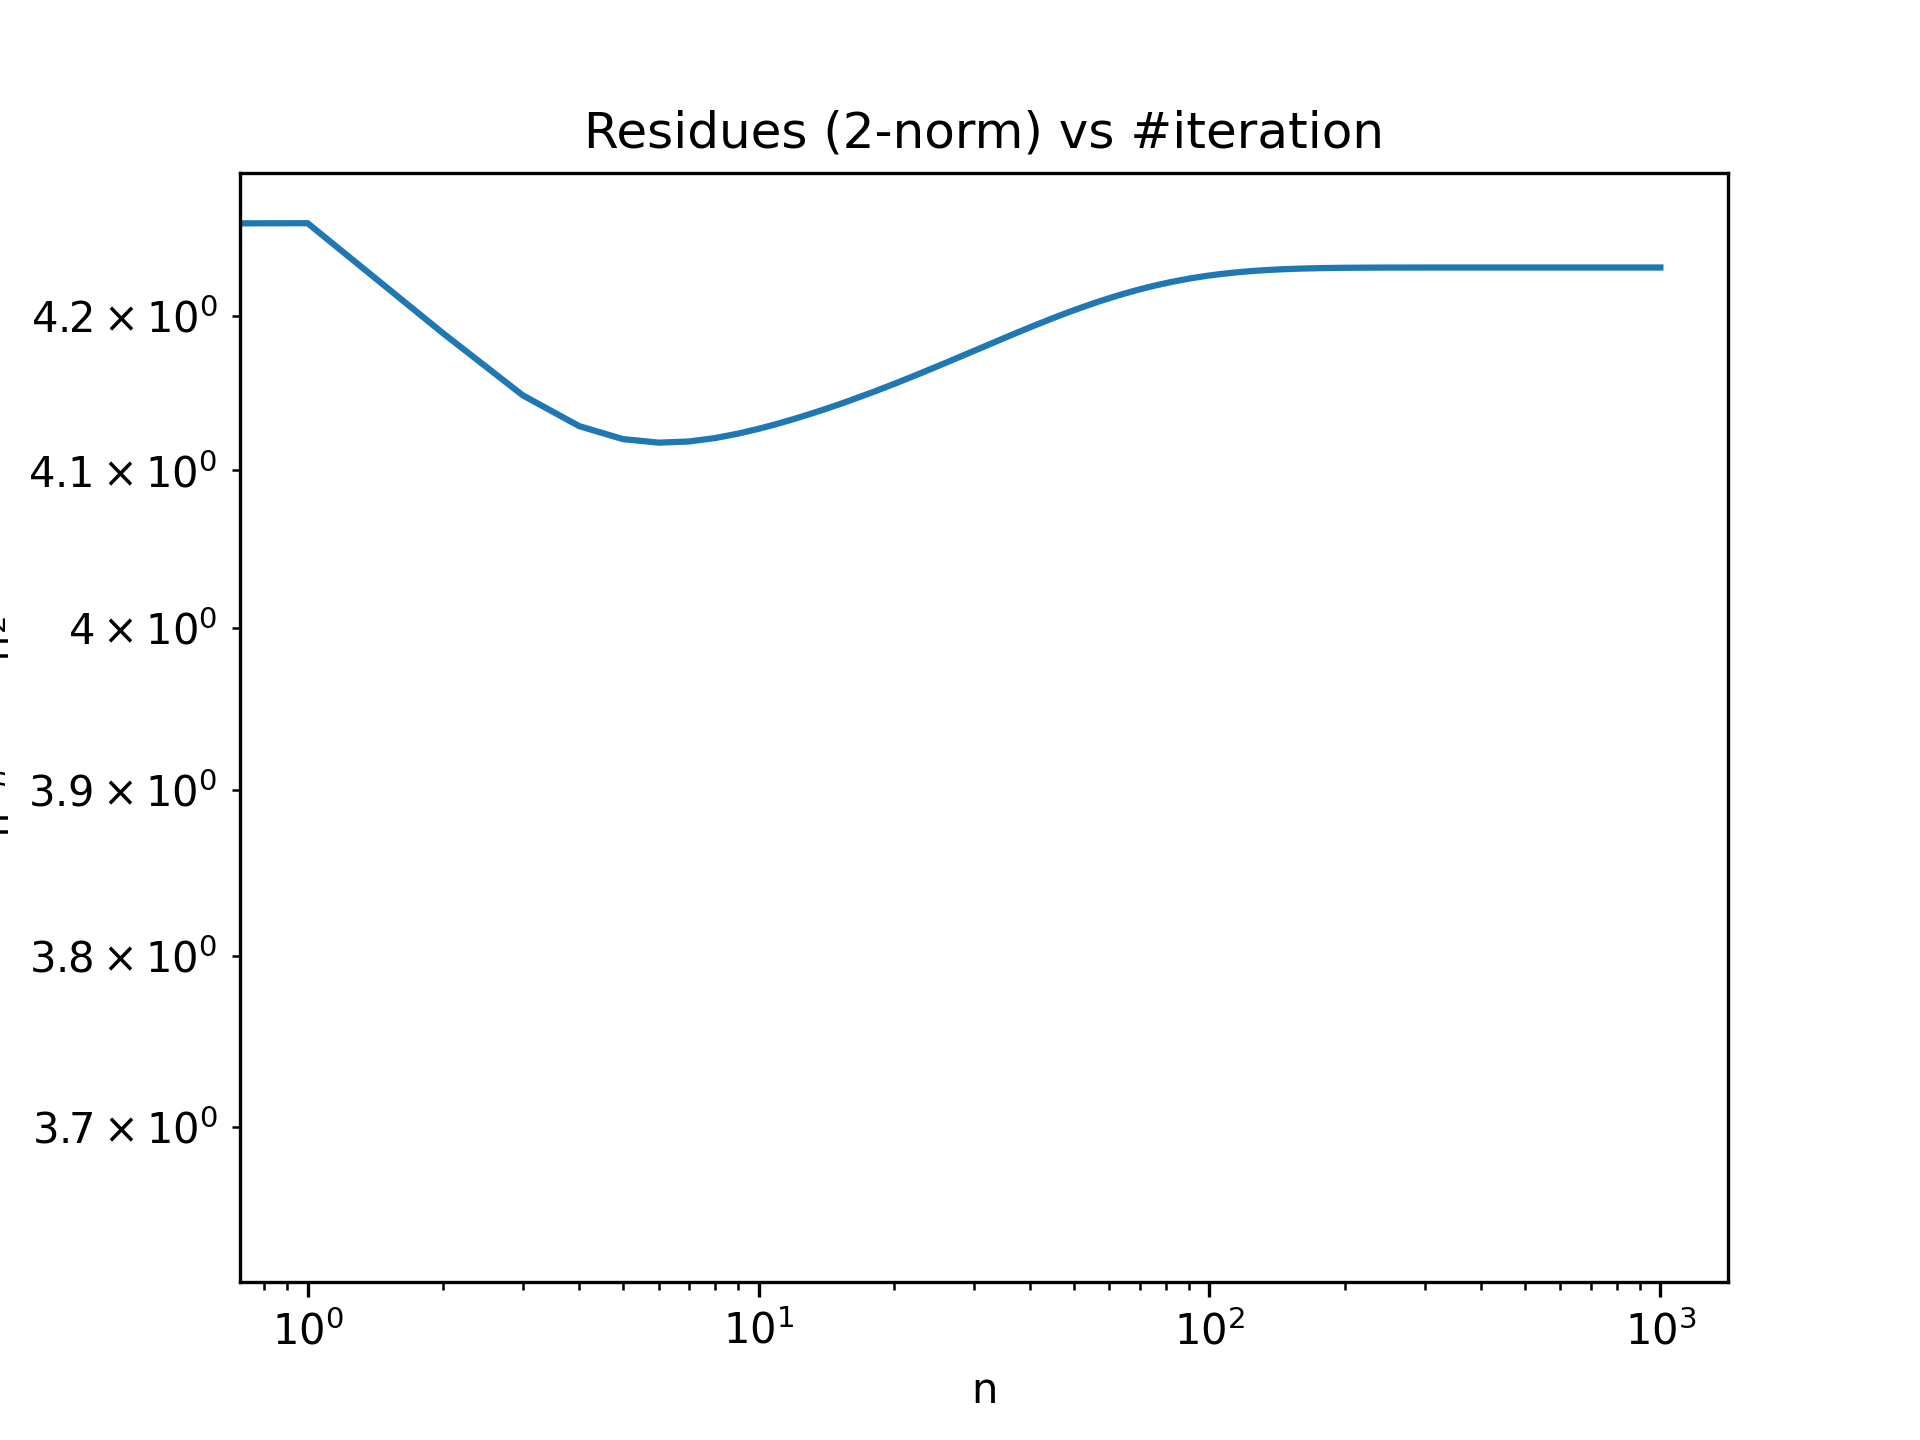 Residues (2-norm) vs #iteration
4.2 × 10⁰
4.1 × 10⁰
4 × 10⁰
3.9 × 10⁰
3.8 × 10⁰
3.7 × 10⁰
10⁰ 10¹ 10² 10³
n